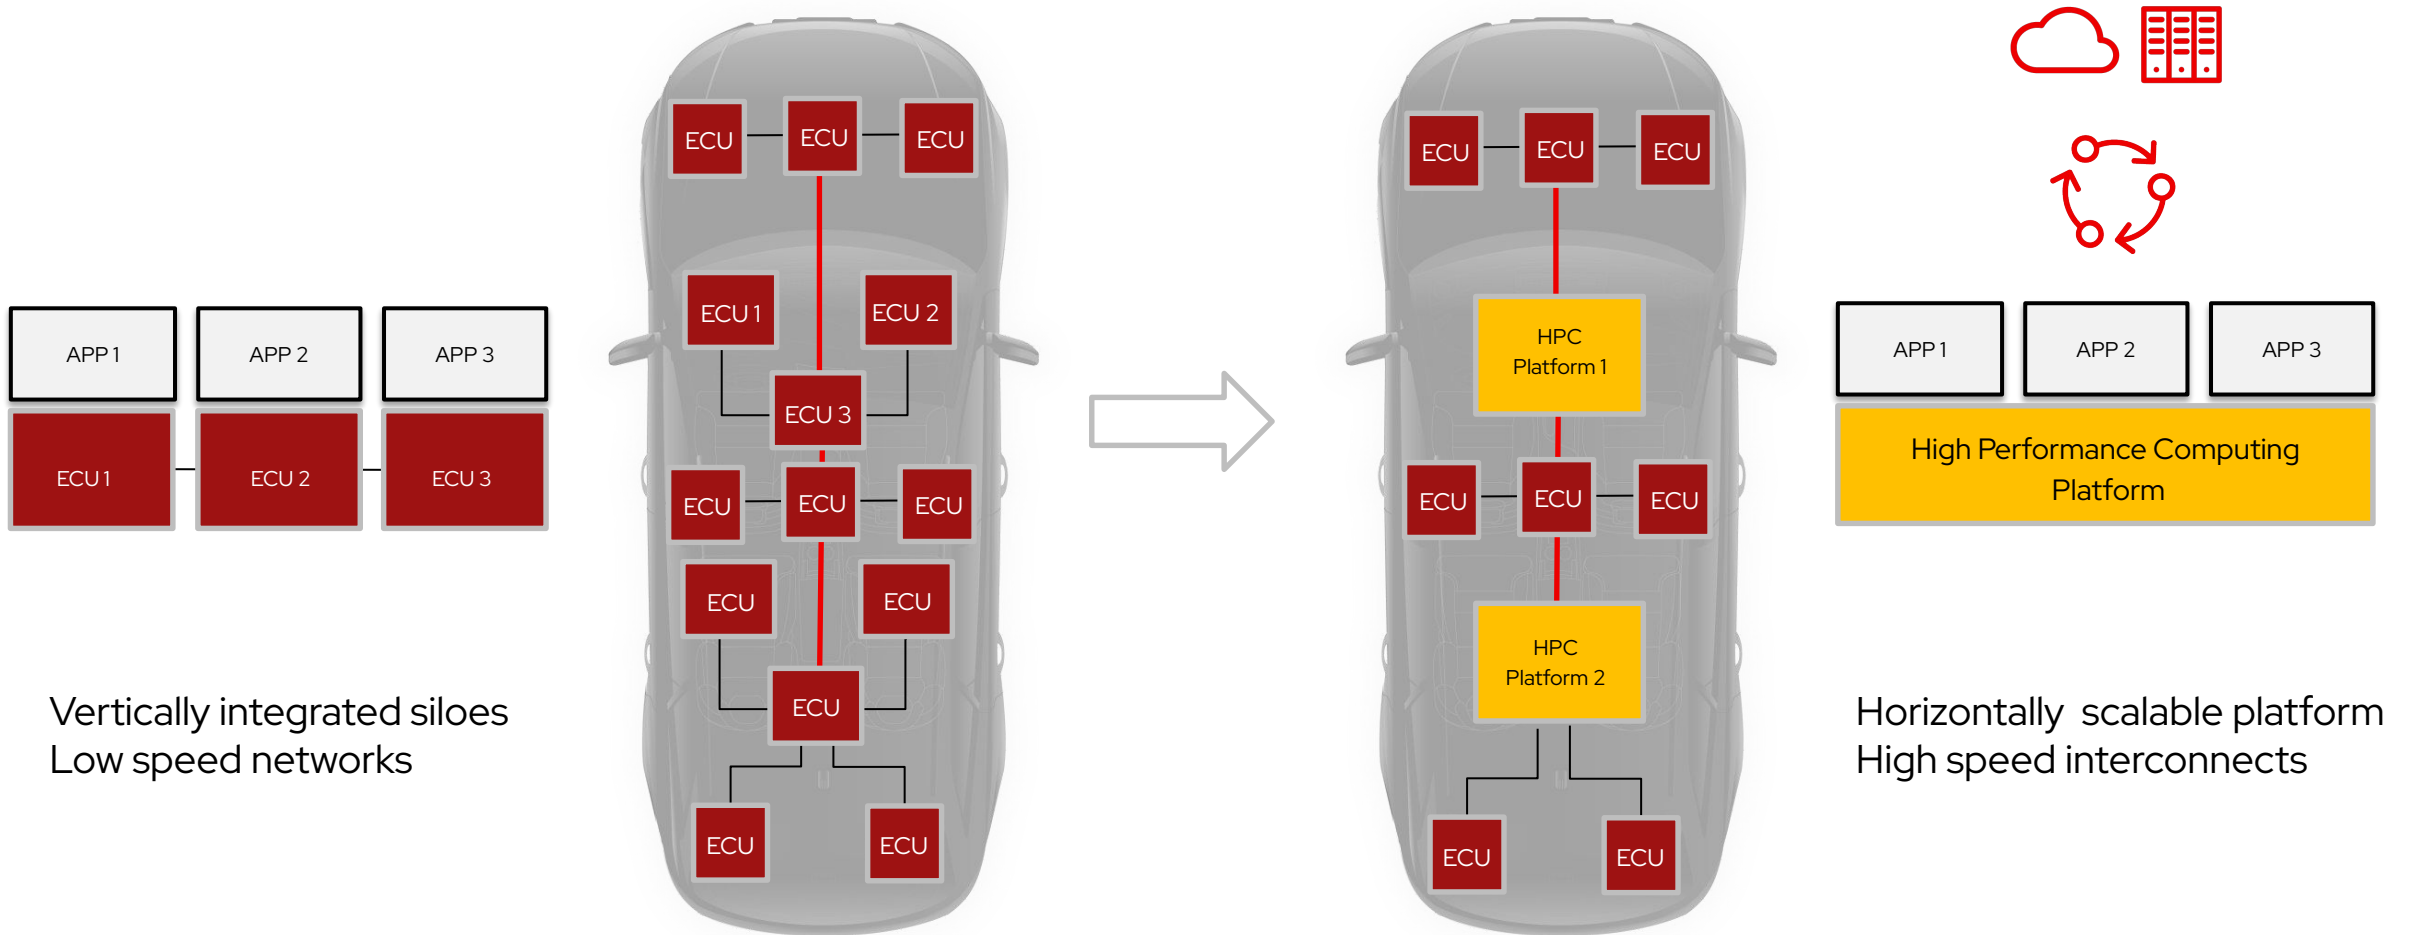 APP 1
APP 2
APP 3
ECU 1
ECU 2
ECU 3
Vertically integrated siloes
Low speed networks
ECU
ECU
ECU
ECU 1
ECU 2
ECU 3
ECU
ECU
ECU
ECU
ECU
ECU
ECU
ECU
ECU
ECU
ECU
HPC
Platform 1
ECU
ECU
ECU
HPC
Platform 2
ECU
ECU
APP 1
APP 2
APP 3
High Performance Computing
Platform
Horizontally scalable platform
High speed interconnects